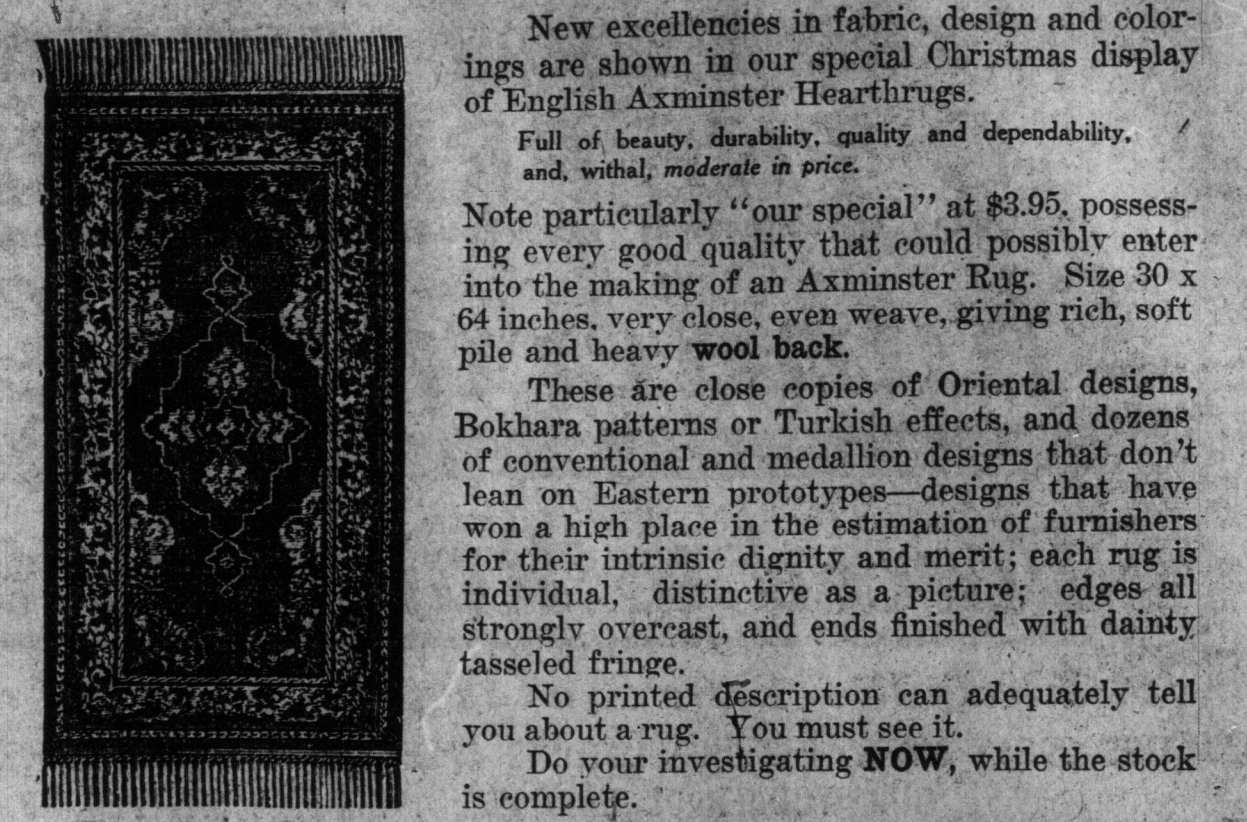 New excellencies in fabric, design and color-
ings are shown in our special Christmas display
of English Axminster Hearthrugs.
Full of beauty, durability, quality and dependability,
and, withal, moderate in price.
Note particularly "our special" at $3.95, possess-
ing every good quality that could possibly enter
into the making of an Axminster Rug. Size 30 x
64 inches, very close, even weave, giving rich, soft
pile and heavy wool back.
These are close copies of Oriental designs,
Bokhara patterns or Turkish effects, and dozens
of conventional and medallion designs that don't
lean on Eastern prototypes—designs that have
won a high place in the estimation of furnishers
for their intrinsic dignity and merit; each rug is
individual, distinctive as a picture; edges all
strongly overcast, and ends finished with dainty
tasseled fringe.
No printed description can adequately tell
you about a rug. You must see it.
Do your investigating NOW, while the stock
is complete.